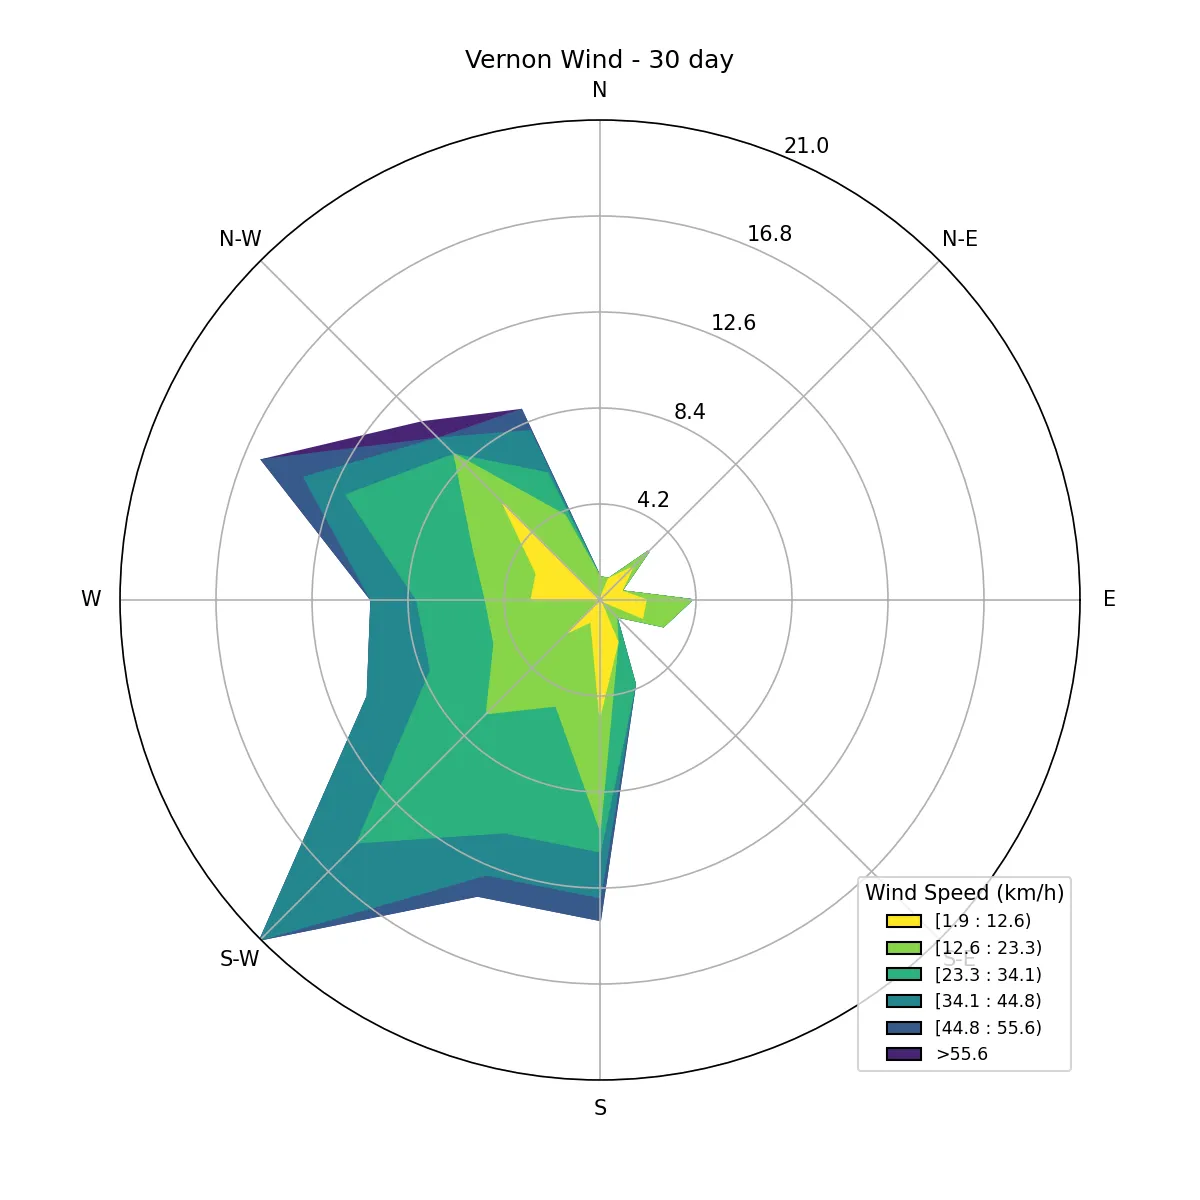 Vernon Wind - 30 day
N
21.0
16.8
N-W
N-E
12.6
8.4
4.2
W
E
Wind Speed (km/h)
[1.9 : 12.6)
[12.6 : 23.3)
S-W
S-E
[23.3 : 34.1)
[34.1 : 44.8)
[44.8 : 55.6)
>55.6
S